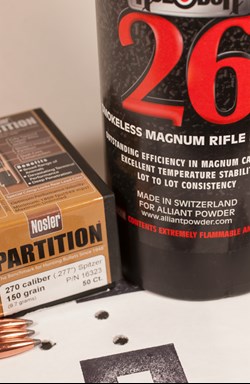 26
SMOKELESS MAGNUM RIFLE
OUTSTANDING EFFICIENCY IN MAGNUM CA
EXCELLENT TEMPERATURE STABILIT
LOT TO LOT CONSISTENCY
MADE IN SWITZERLAND
FOR ALLIANT POWDER
www.alliantpowder.com
CONTENTS EXTREMELY FLAMMABLE A
Benefits
Nosler
PARTITION
270 caliber (.277") Spitzer
150 grain P/N 16323
50 Ct.